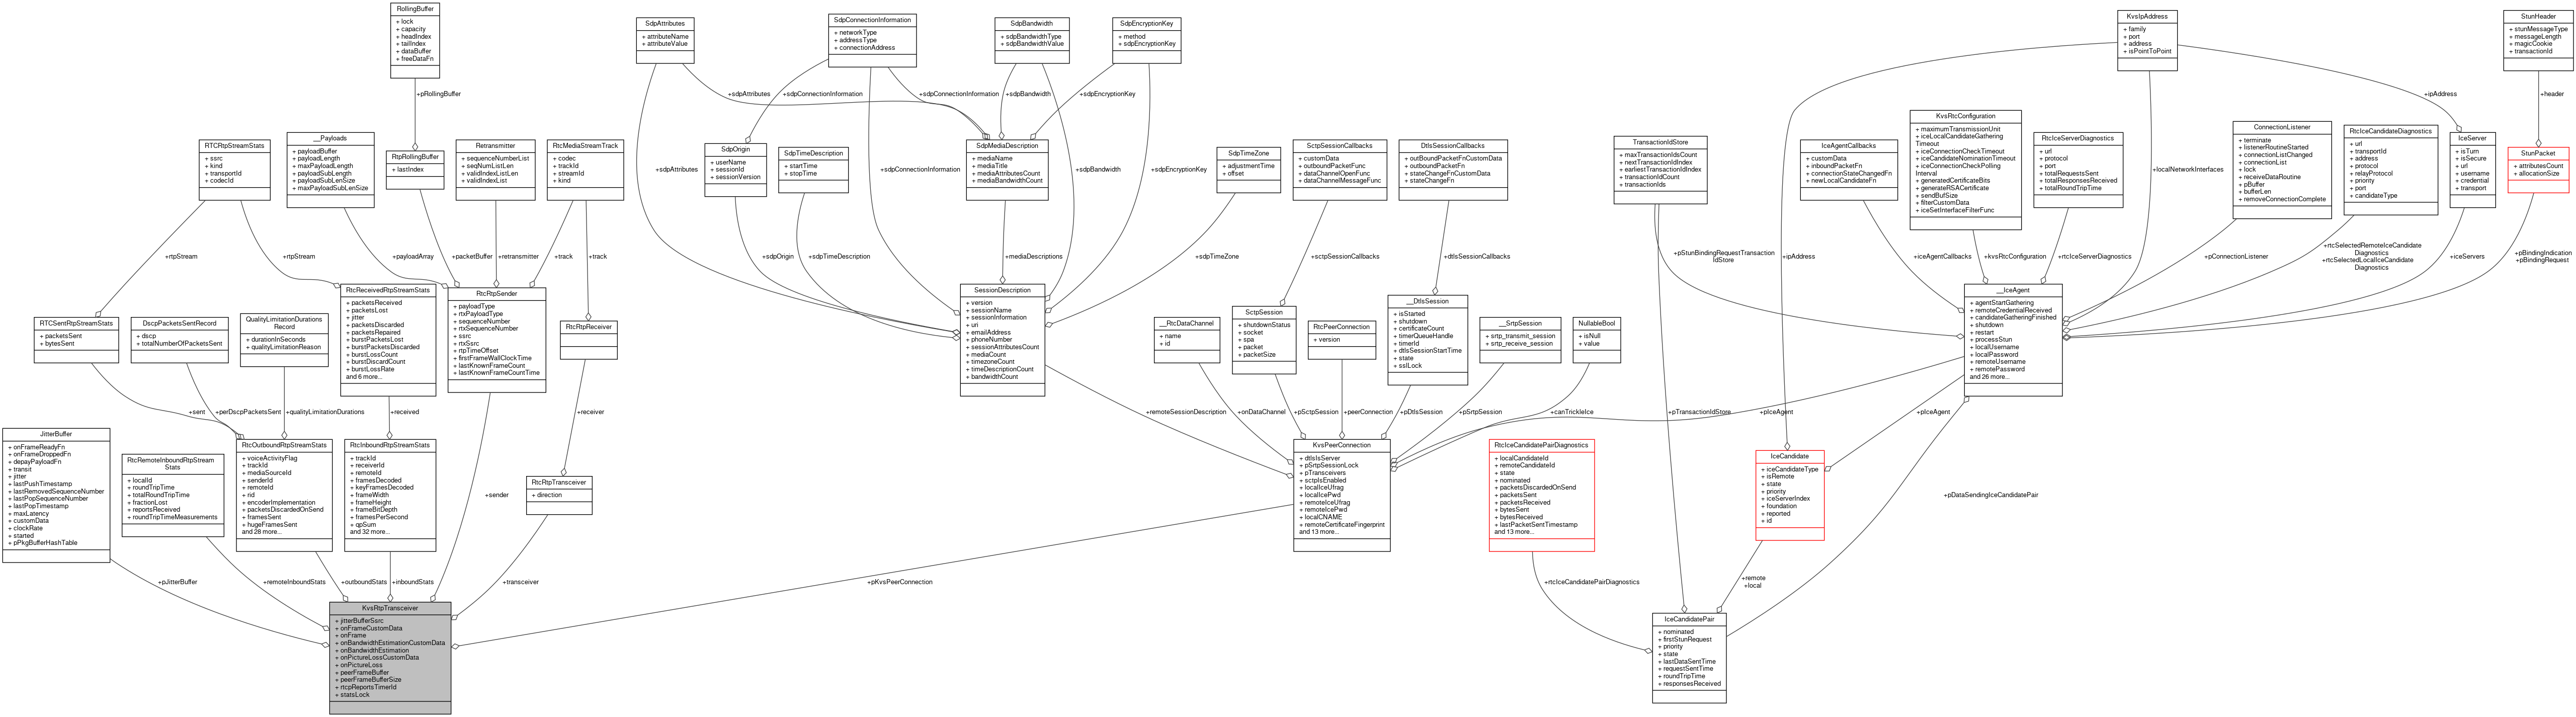 RollingBuffer
+ lock
+ capacity
+ headIndex
+ tailIndex
+ dataBuffer
+ freeDataFn
SdpAttributes
+ attributeName
+ attributeValue
SdpConnectionInformation
+ networkType
+ addressType
+ connectionAddress
SdpBandwidth
+ sdpBandwidthType
+ sdpBandwidthValue
SdpEncryptionKey
+ method
+ sdpEncryptionKey
KvsIpAddress
+ family
+ port
+ address
+ isPointToPoint
StunHeader
+ stunMessageType
+ messageLength
+ magicCookie
+ transactionId
+pRollingBuffer
+sdpAttributes
+sdpConnectionInformation
+sdpConnectionInformation
+sdpBandwidth
+sdpEncryptionKey
+ipAddress
+header
RTCRtpStreamStats
+ ssrc
+ kind
+ transportId
+ codecId
__Payloads
+ payloadBuffer
+ payloadLength
+ maxPayloadLength
+ payloadSubLength
+ payloadSubLenSize
+ maxPayloadSubLenSize
RtpRollingBuffer
+ lastIndex
Retransmitter
+ sequenceNumberList
+ seqNumListLen
+ validIndexListLen
+ validIndexList
RtcMediaStreamTrack
+ codec
+ trackId
+ streamId
+ kind
SdpOrigin
+ userName
+ sessionId
+ sessionVersion
SdpTimeDescription
+ startTime
+ stopTime
SdpMediaDescription
+ mediaName
+ mediaTitle
+ mediaAttributesCount
+ mediaBandwidthCount
SdpTimeZone
+ adjustmentTime
+ offset
SctpSessionCallbacks
+ customData
+ outboundPacketFunc
+ dataChannelOpenFunc
+ dataChannelMessageFunc
DtlsSessionCallbacks
+ outBoundPacketFnCustomData
+ outboundPacketFn
+ stateChangeFnCustomData
+ stateChangeFn
TransactionIdStore
+ maxTransactionIdsCount
+ nextTransactionIdIndex
+ earliestTransactionIdIndex
+ transactionIdCount
+ transactionIds
IceAgentCallbacks
+ customData
+ inboundPacketFn
+ connectionStateChangedFn
+ newLocalCandidateFn
KvsRtcConfiguration
+ maximumTransmissionUnit
+ iceLocalCandidateGathering
Timeout
+ iceConnectionCheckTimeout
+ iceCandidateNominationTimeout
+ iceConnectionCheckPolling
Interval
+ generatedCertificateBits
+ generateRSACertificate
+ sendBufSize
+ filterCustomData
+ iceSetInterfaceFilterFunc
RtcIceServerDiagnostics
+ url
+ protocol
+ port
+ totalRequestsSent
+ totalResponsesReceived
+ totalRoundTripTime
+localNetworkInterfaces
ConnectionListener
+ terminate
+ listenerRoutineStarted
+ connectionListChanged
+ connectionList
+ lock
+ receiveDataRoutine
+ pBuffer
+ bufferLen
+ removeConnectionComplete
RtcIceCandidateDiagnostics
+ url
+ transportId
+ address
+ protocol
+ relayProtocol
+ priority
+ port
+ candidateType
IceServer
+ isTurn
+ isSecure
+ url
+ username
+ credential
+ transport
StunPacket
+ attributesCount
+ allocationSize
+sdpAttributes
+sdpConnectionInformation
+sdpBandwidth
+sdpEncryptionKey
+rtpStream
+rtpStream
+payloadArray
+packetBuffer
+retransmitter
+track
+track
+sdpOrigin
+sdpTimeDescription
+mediaDescriptions
+sdpTimeZone
+sctpSessionCallbacks
+dtlsSessionCallbacks
+pStunBindingRequestTransaction
IdStore
+ipAddress
+iceAgentCallbacks
+kvsRtcConfiguration
+rtcIceServerDiagnostics
+pConnectionListener
+rtcSelectedRemoteIceCandidate
Diagnostics
+rtcSelectedLocalIceCandidate
Diagnostics
+iceServers
+pBindingIndication
+pBindingRequest
RTCSentRtpStreamStats
+ packetsSent
+ bytesSent
DscpPacketsSentRecord
+ dscp
+ totalNumberOfPacketsSent
QualityLimitationDurations
Record
+ durationInSeconds
+ qualityLimitationReason
RtcReceivedRtpStreamStats
+ packetsReceived
+ packetsLost
+ jitter
+ packetsDiscarded
+ packetsRepaired
+ burstPacketsLost
+ burstPacketsDiscarded
+ burstLossCount
+ burstDiscardCount
+ burstLossRate
and 6 more...
RtcRtpSender
+ payloadType
+ rtxPayloadType
+ sequenceNumber
+ rtxSequenceNumber
+ ssrc
+ rtxSsrc
+ rtpTimeOffset
+ firstFrameWallClockTime
+ lastKnownFrameCount
+ lastKnownFrameCountTime
RtcRtpReceiver
SessionDescription
+ version
+ sessionName
+ sessionInformation
+ uri
+ emailAddress
+ phoneNumber
+ sessionAttributesCount
+ mediaCount
+ timezoneCount
+ timeDescriptionCount
+ bandwidthCount
__RtcDataChannel
+ name
+ id
SctpSession
+ shutdownStatus
+ socket
+ spa
+ packet
+ packetSize
RtcPeerConnection
+ version
__DtlsSession
+ isStarted
+ shutdown
+ certificateCount
+ timerQueueHandle
+ timerId
+ dtlsSessionStartTime
+ state
+ sslLock
__SrtpSession
+ srtp_transmit_session
+ srtp_receive_session
NullableBool
+ isNull
+ value
__IceAgent
+ agentStartGathering
+ remoteCredentialReceived
+ candidateGatheringFinished
+ shutdown
+ restart
+ processStun
+ localUsername
+ localPassword
+ remoteUsername
+ remotePassword
and 26 more...
+sent
+perDscpPacketsSent
+qualityLimitationDurations
+received
+receiver
+remoteSessionDescription
+onDataChannel
+pSctpSession
+peerConnection
+pDtlsSession
+pSrtpSession
+canTrickleIce
+pIceAgent
+pTransactionIdStore
+pIceAgent
JitterBuffer
+ onFrameReadyFn
+ onFrameDroppedFn
+ depayPayloadFn
+ transit
+ jitter
+ lastPushTimestamp
+ lastRemovedSequenceNumber
+ lastPopSequenceNumber
+ lastPopTimestamp
+ maxLatency
+ customData
+ clockRate
+ started
+ pPkgBufferHashTable
RtcRemoteInboundRtpStream
Stats
+ localId
+ roundTripTime
+ totalRoundTripTime
+ fractionLost
+ reportsReceived
+ roundTripTimeMeasurements
RtcOutboundRtpStreamStats
+ voiceActivityFlag
+ trackId
+ mediaSourceId
+ senderId
+ remoteId
+ rid
+ encoderImplementation
+ packetsDiscardedOnSend
+ framesSent
+ hugeFramesSent
and 28 more...
RtcInboundRtpStreamStats
+ trackId
+ receiverId
+ remoteId
+ framesDecoded
+ keyFramesDecoded
+ frameWidth
+ frameHeight
+ frameBitDepth
+ framesPerSecond
+ qpSum
and 32 more...
+sender
RtcRtpTransceiver
+ direction
KvsPeerConnection
+ dtlsIsServer
+ pSrtpSessionLock
+ pTransceivers
+ sctpIsEnabled
+ localIceUfrag
+ localIcePwd
+ remoteIceUfrag
+ remoteIcePwd
+ localCNAME
+ remoteCertificateFingerprint
and 13 more...
RtcIceCandidatePairDiagnostics
+ localCandidateId
+ remoteCandidateId
+ state
+ nominated
+ packetsDiscardedOnSend
+ packetsSent
+ packetsReceived
+ bytesSent
+ bytesReceived
+ lastPacketSentTimestamp
and 13 more...
IceCandidate
+ iceCandidateType
+ isRemote
+ state
+ priority
+ iceServerIndex
+ foundation
+ reported
+ id
+pDataSendingIceCandidatePair
+pJitterBuffer
+remoteInboundStats
+outboundStats
+inboundStats
+transceiver
+pKvsPeerConnection
+rtcIceCandidatePairDiagnostics
+remote
+local
KvsRtpTransceiver
+ jitterBufferSsrc
+ onFrameCustomData
+ onFrame
+ onBandwidthEstimationCustomData
+ onBandwidthEstimation
+ onPictureLossCustomData
+ onPictureLoss
+ peerFrameBuffer
+ peerFrameBufferSize
+ rtcpReportsTimerId
+ statsLock
IceCandidatePair
+ nominated
+ firstStunRequest
+ priority
+ state
+ lastDataSentTime
+ requestSentTime
+ roundTripTime
+ responsesReceived